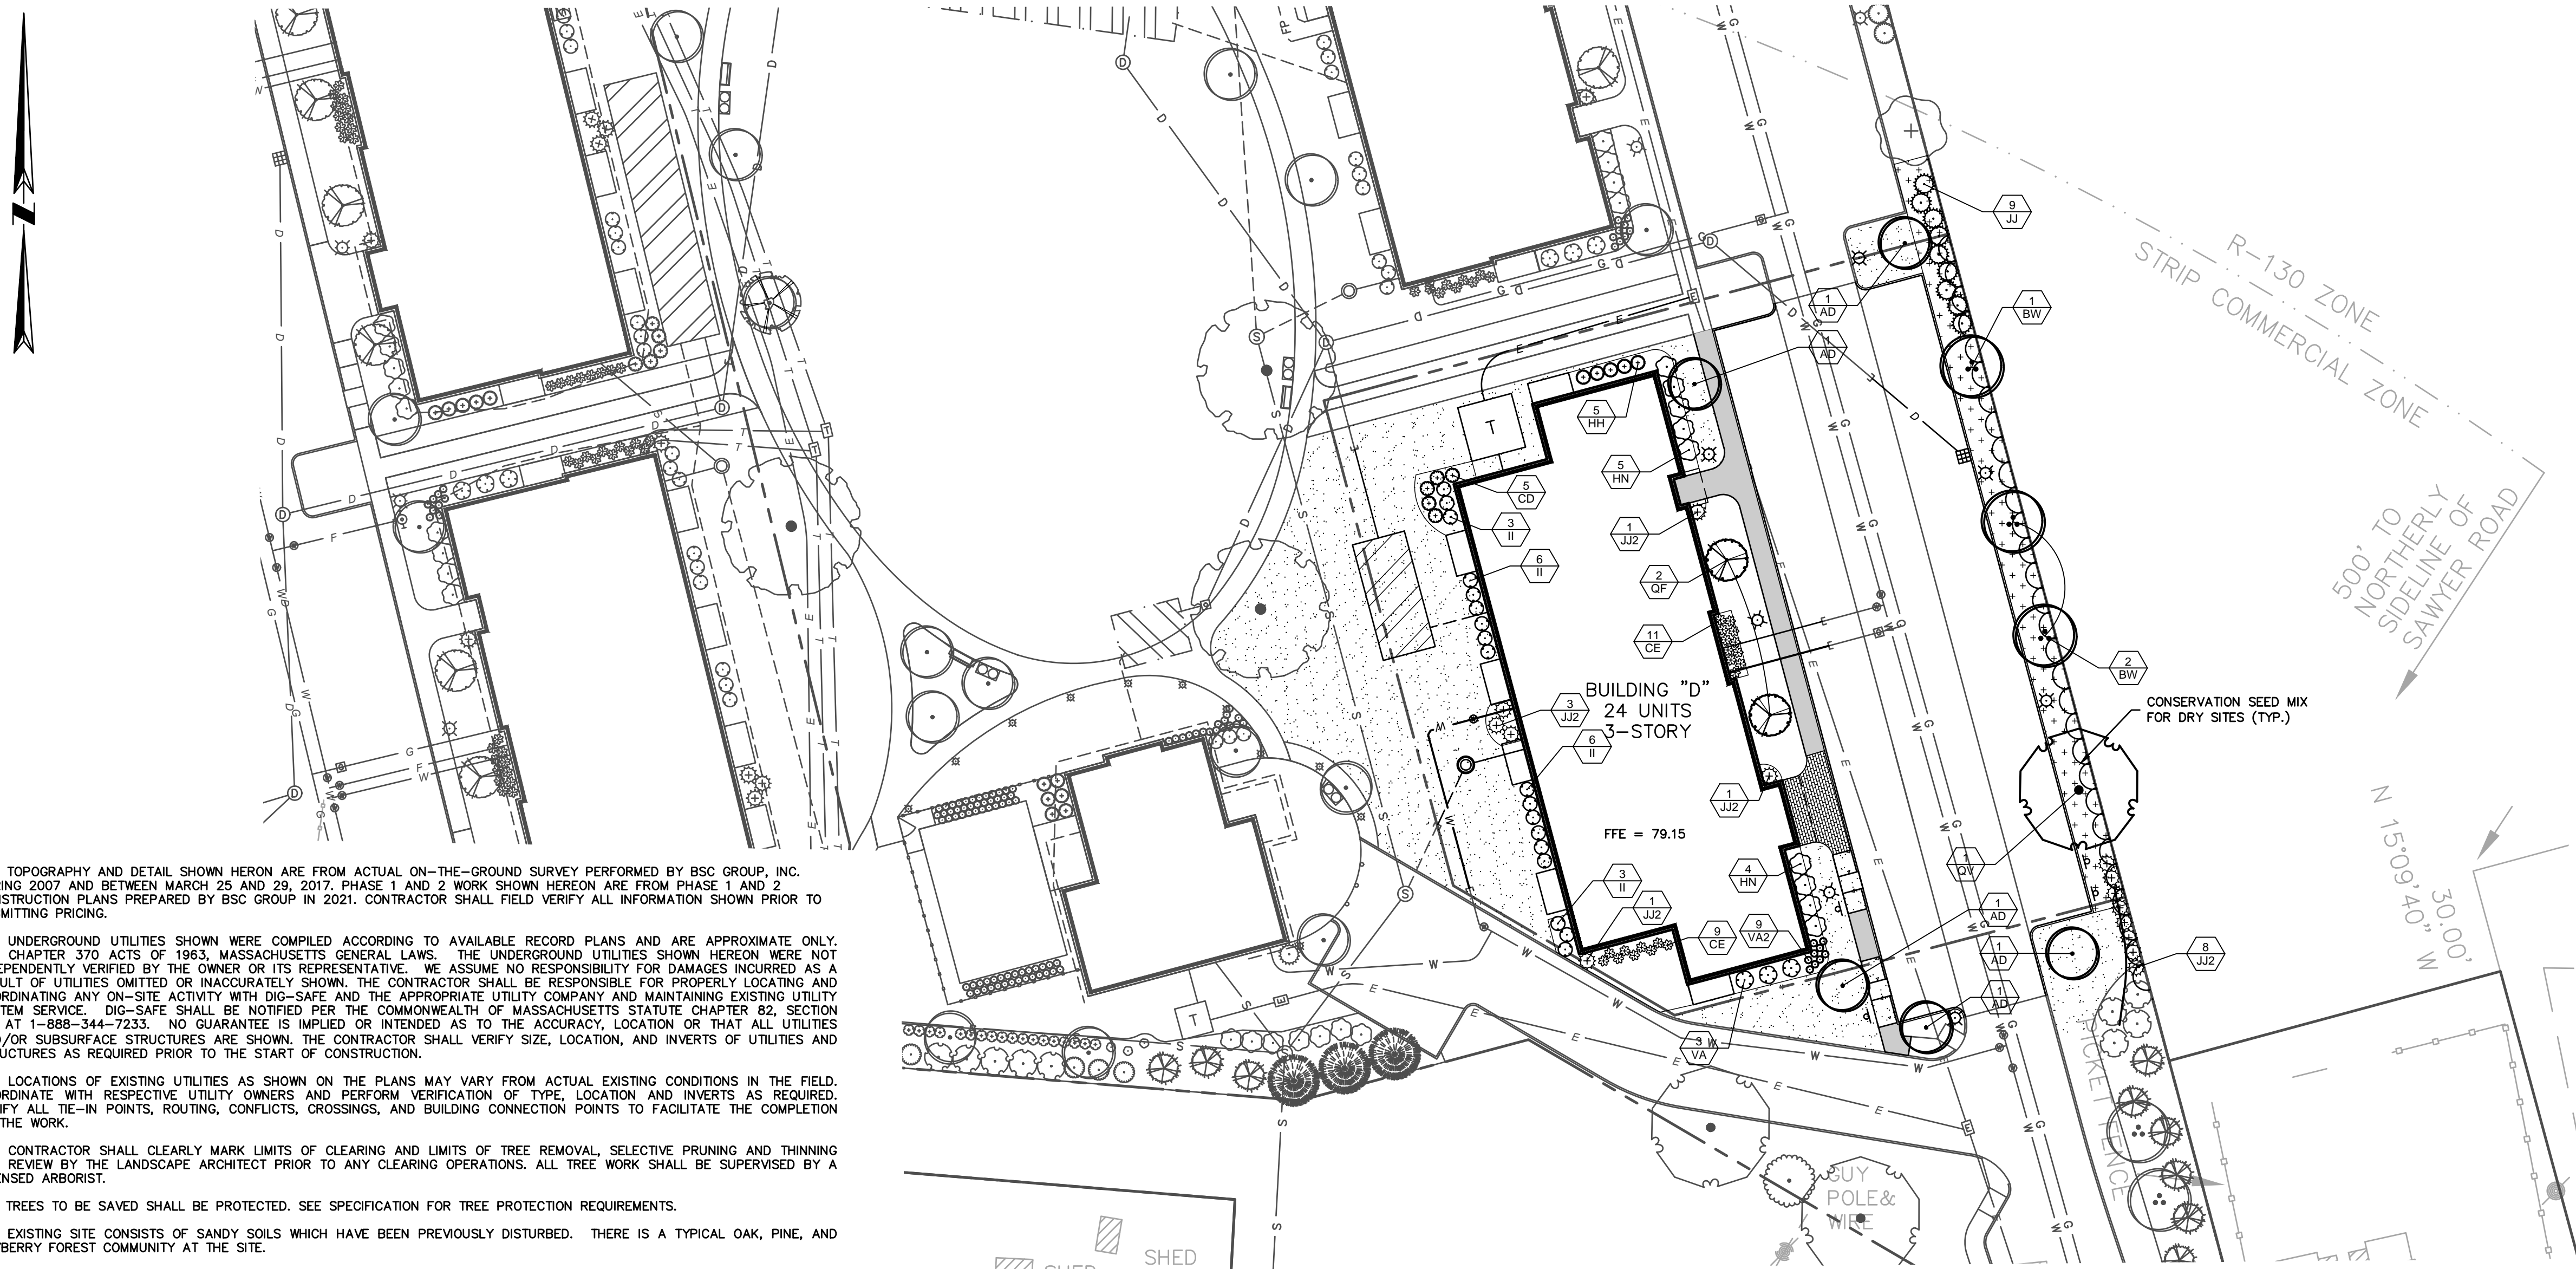 R-130 ZONE
STRIP COMMERCIAL ZONE
500' TO
NORTHERLY
SIDELINE OF
SAWYER ROAD
N 15°09'40" W
30.00'
9
JJ
1
AD
1
BW
1
AD
5
HH
5
HN
5
CD
3
II
1
JJ2
6
II
2
QF
11
CE
2
BW
BUILDING "D"
24 UNITS
3-STORY
3
JJ2
6
II
CONSERVATION SEED MIX
FOR DRY SITES (TYP.)
1
JJ2
FFE = 79.15
1
QV
4
HN
3
II
1
JJ2
9
CE
9
VA2
1
AD
1
AD
8
JJ2
1
AD
3
VA
T
T
PICKET FENCE
GUY
POLE&
WIRE
SHED
SHED
TOPOGRAPHY AND DETAIL SHOWN HERON ARE FROM ACTUAL ON-THE-GROUND SURVEY PERFORMED BY BSC GROUP, INC.
ING 2007 AND BETWEEN MARCH 25 AND 29, 2017. PHASE 1 AND 2 WORK SHOWN HEREON ARE FROM PHASE 1 AND 2
NSTRUCTION PLANS PREPARED BY BSC GROUP IN 2021. CONTRACTOR SHALL FIELD VERIFY ALL INFORMATION SHOWN PRIOR TO
MITTING PRICING.
UNDERGROUND UTILITIES SHOWN WERE COMPILED ACCORDING TO AVAILABLE RECORD PLANS AND ARE APPROXIMATE ONLY.
CHAPTER 370 ACTS OF 1963, MASSACHUSETTS GENERAL LAWS. THE UNDERGROUND UTILITIES SHOWN HEREON WERE NOT
EPENDENTLY VERIFIED BY THE OWNER OR ITS REPRESENTATIVE. WE ASSUME NO RESPONSIBILITY FOR DAMAGES INCURRED AS A
ULT OF UTILITIES OMITTED OR INACCURATELY SHOWN. THE CONTRACTOR SHALL BE RESPONSIBLE FOR PROPERLY LOCATING AND
ORDINATING ANY ON-SITE ACTIVITY WITH DIG-SAFE AND THE APPROPRIATE UTILITY COMPANY AND MAINTAINING EXISTING UTILITY
TEM SERVICE. DIG-SAFE SHALL BE NOTIFIED PER THE COMMONWEALTH OF MASSACHUSETTS STATUTE CHAPTER 82, SECTION
AT 1-888-344-7233. NO GUARANTEE IS IMPLIED OR INTENDED AS TO THE ACCURACY, LOCATION OR THAT ALL UTILITIES
/OR SUBSURFACE STRUCTURES ARE SHOWN. THE CONTRACTOR SHALL VERIFY SIZE, LOCATION, AND INVERTS OF UTILITIES AND
UCTURES AS REQUIRED PRIOR TO THE START OF CONSTRUCTION.
LOCATIONS OF EXISTING UTILITIES AS SHOWN ON THE PLANS MAY VARY FROM ACTUAL EXISTING CONDITIONS IN THE FIELD.
ORDINATE WITH RESPECTIVE UTILITY OWNERS AND PERFORM VERIFICATION OF TYPE, LOCATION AND INVERTS AS REQUIRED.
IFY ALL TIE-IN POINTS, ROUTING, CONFLICTS, CROSSINGS, AND BUILDING CONNECTION POINTS TO FACILITATE THE COMPLETION
THE WORK.
CONTRACTOR SHALL CLEARLY MARK LIMITS OF CLEARING AND LIMITS OF TREE REMOVAL, SELECTIVE PRUNING AND THINNING
REVIEW BY THE LANDSCAPE ARCHITECT PRIOR TO ANY CLEARING OPERATIONS. ALL TREE WORK SHALL BE SUPERVISED BY A
ENSED ARBORIST.
TREES TO BE SAVED SHALL BE PROTECTED. SEE SPECIFICATION FOR TREE PROTECTION REQUIREMENTS.
EXISTING SITE CONSISTS OF SANDY SOILS WHICH HAVE BEEN PREVIOUSLY DISTURBED. THERE IS A TYPICAL OAK, PINE, AND
BERRY FOREST COMMUNITY AT THE SITE.